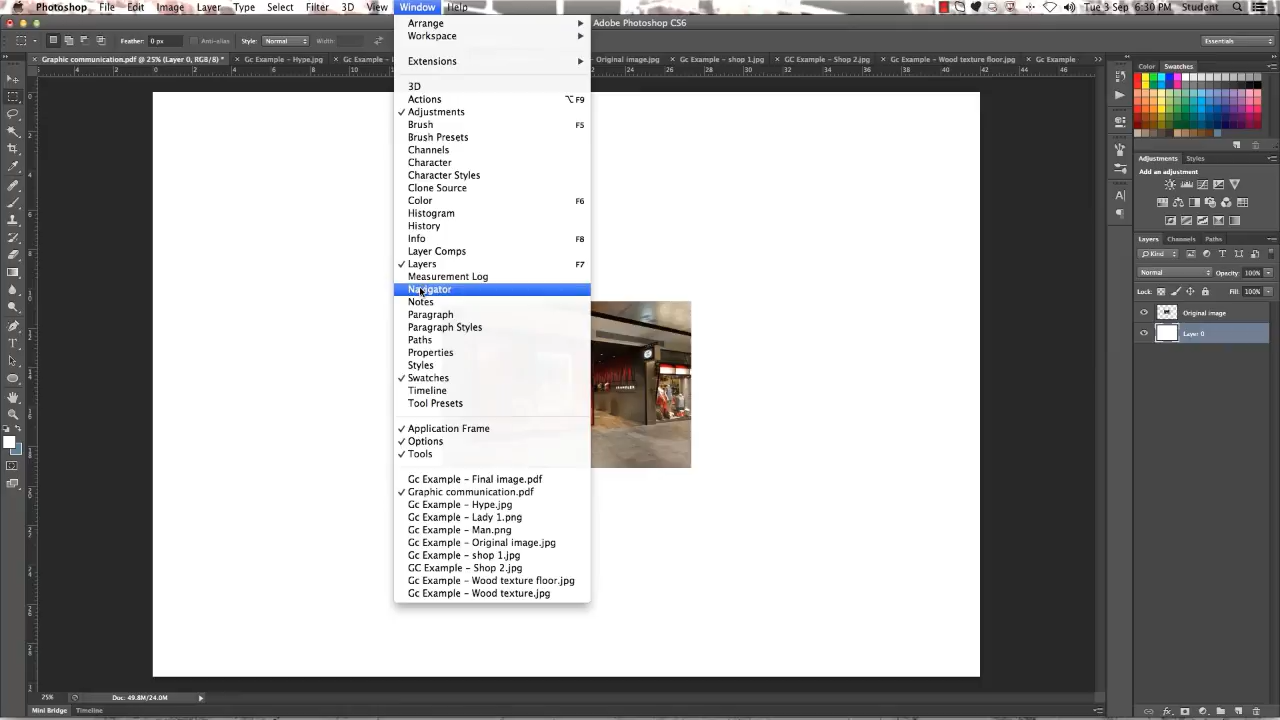 Photoshop File Edit Image Layer Type Select Filter 3D View Window Help Tue 3 Sep 6:30 PM Student
Adobe Photoshop CS6
Feather: 0 px Anti-alias Style: Normal Width: Essentials
Graphic communication.pdf @ 25% (Layer 0, RGB/8) * Gc Example - Hype.jpg Gc Example - Original image.jpg Gc Example - shop 1.jpg GC Example - Shop 2.jpg Gc Example - Wood texture floor.jpg Gc Example
Arrange
Workspace
Extensions
3D
Actions ⌥F9
✓ Adjustments
Brush F5
Brush Presets
Channels
Character
Character Styles
Clone Source
Color F6
Histogram
History
Info F8
Layer Comps
✓ Layers F7
Measurement Log
Navigator
Notes
Paragraph
Paragraph Styles
Paths
Properties
Styles
✓ Swatches
Timeline
Tool Presets
✓ Application Frame
✓ Options
✓ Tools
Gc Example - Final image.pdf
✓ Graphic communication.pdf
Gc Example - Hype.jpg
Gc Example - Lady 1.png
Gc Example - Man.png
Gc Example - Original image.jpg
Gc Example - shop 1.jpg
GC Example - Shop 2.jpg
Gc Example - Wood texture floor.jpg
Gc Example - Wood texture.jpg
Color Swatches
Adjustments Styles
Add an adjustment
Layers Channels Paths
Kind
Normal Opacity: 100%
Lock: Fill: 100%
Original image
Layer 0
25% Doc: 49.8M/24.0M
Mini Bridge Timeline